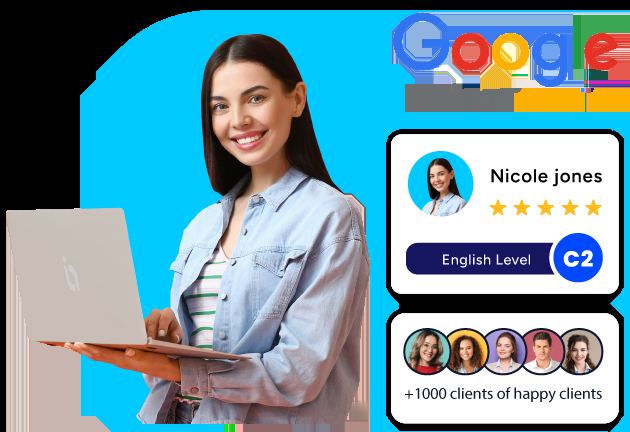 Google
Nicole jones
English Level
C2
+1000 clients of happy clients